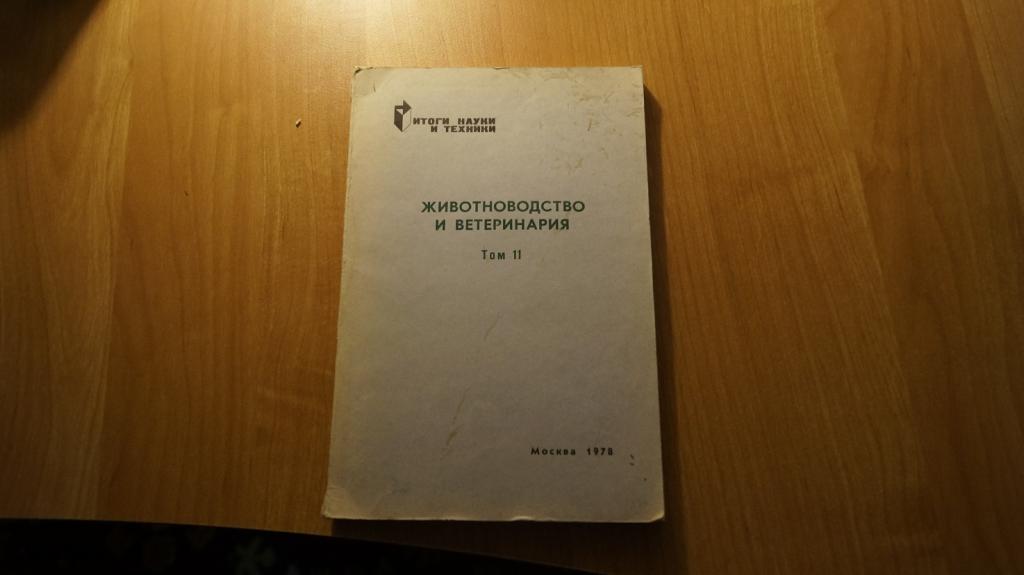 ИТОГИ НАУКИ
И ТЕХНИКИ
ЖИВОТНОВОДСТВО
И ВЕТЕРИНАРИЯ
Том 11
Москва 1978